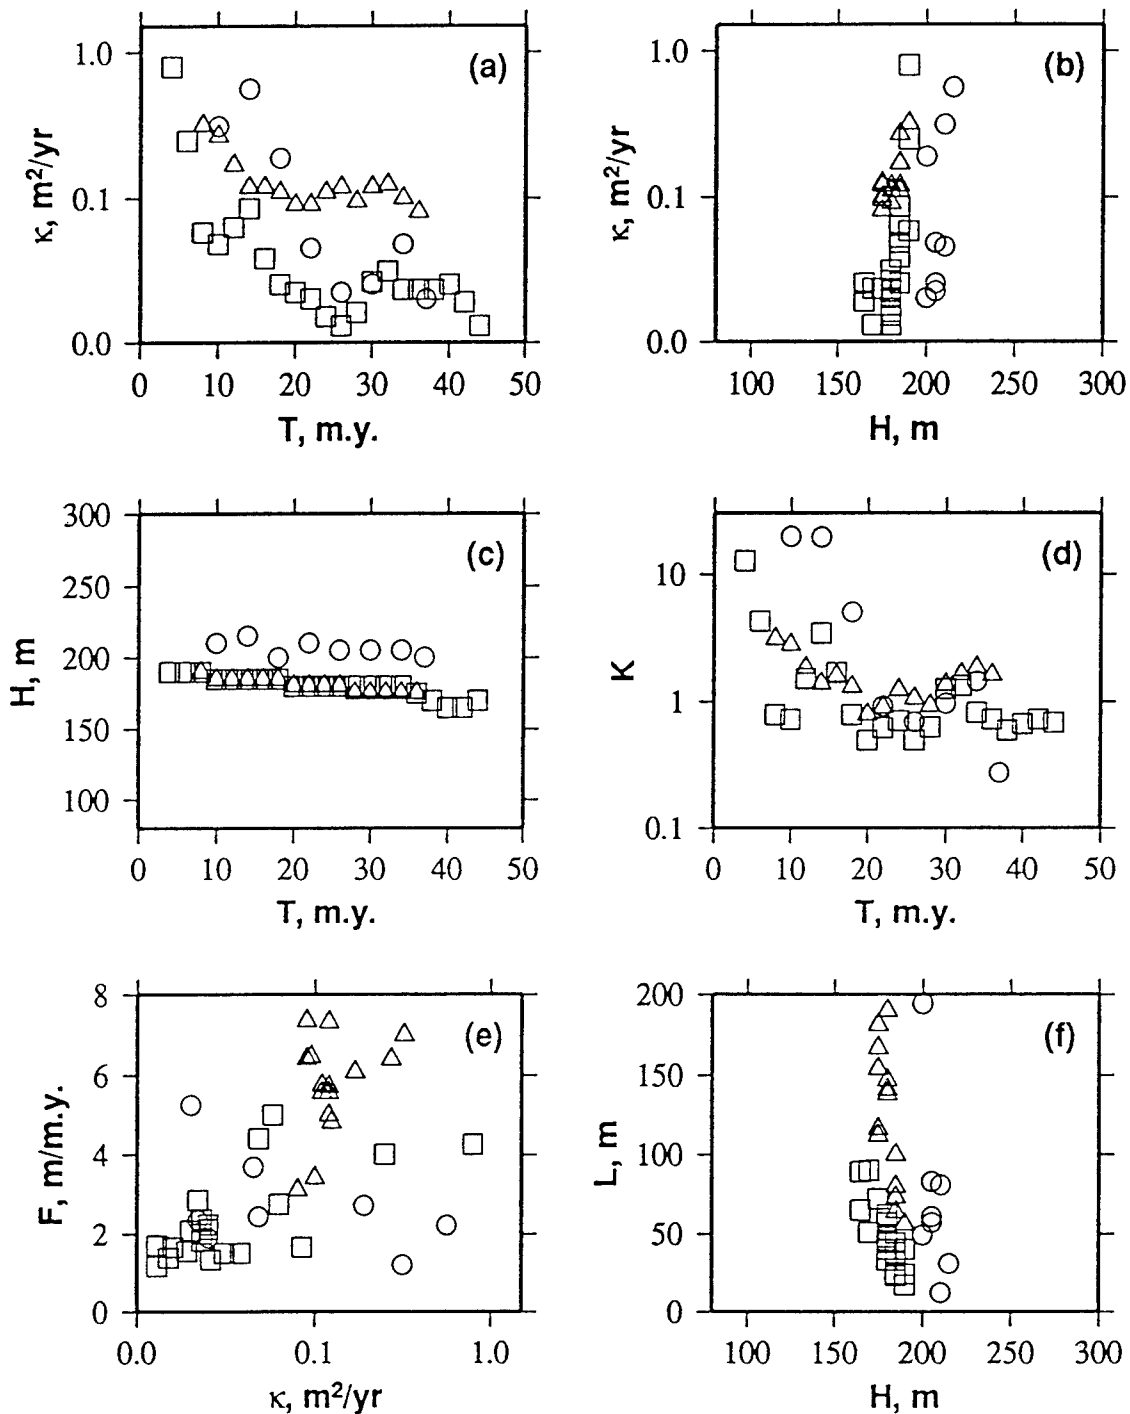 (a)
1.0
0.1
0.0
κ, m²/yr
0 10 20 30 40 50
T, m.y.
(b)
1.0
0.1
0.0
κ, m²/yr
100 150 200 250 300
H, m
(c)
300
250
200
150
100
H, m
0 10 20 30 40 50
T, m.y.
(d)
10
1
0.1
K
0 10 20 30 40 50
T, m.y.
(e)
8
6
4
2
0
F, m/m.y.
0.0 0.1 1.0
κ, m²/yr
(f)
200
150
100
50
0
L, m
100 150 200 250 300
H, m